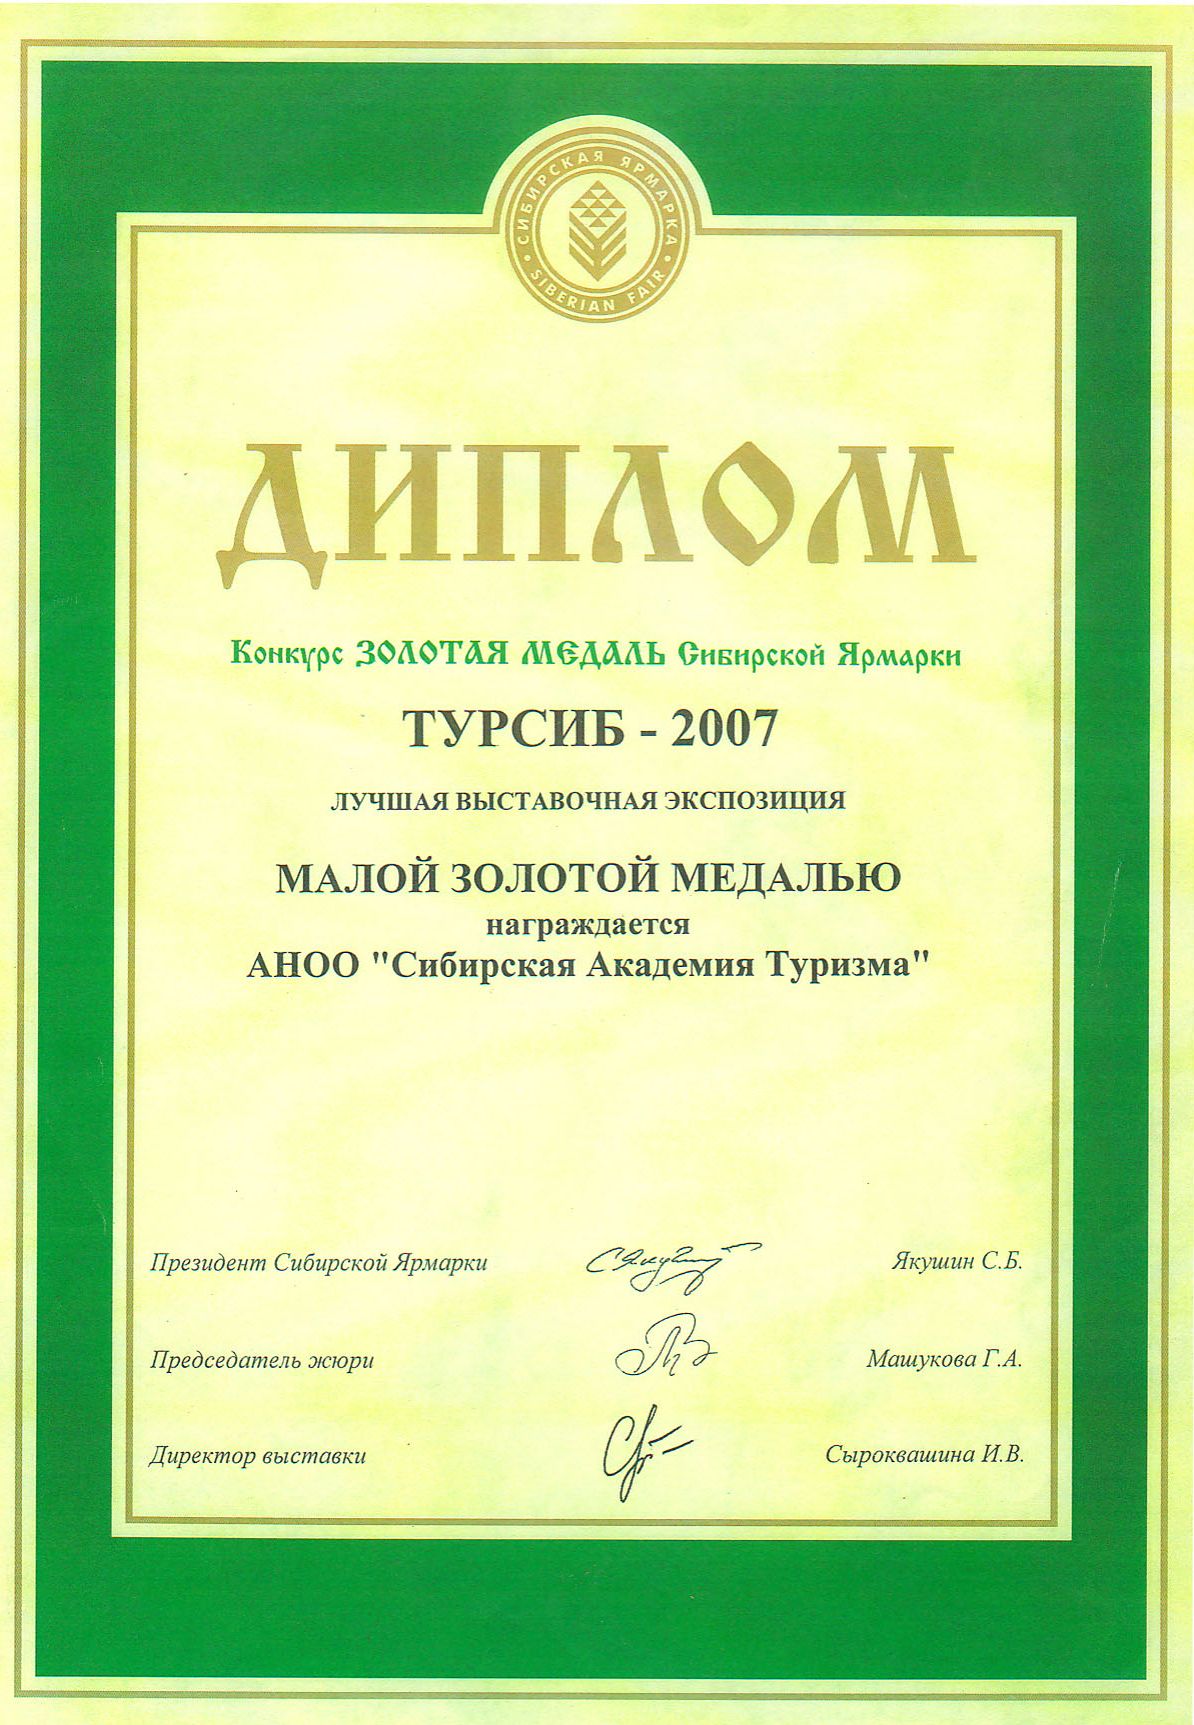 СИБИРСКАЯ ЯРМАРКА
SIBERIAN FAIR
ДИПЛОМ
Конкурс ЗОЛОТАЯ МЕДАЛЬ Сибирской Ярмарки
ТУРСИБ - 2007
ЛУЧШАЯ ВЫСТАВОЧНАЯ ЭКСПОЗИЦИЯ
МАЛОЙ ЗОЛОТОЙ МЕДАЛЬЮ
награждается
АНОО "Сибирская Академия Туризма"
Президент Сибирской Ярмарки Якушин С.Б.
Председатель жюри Машукова Г.А.
Директор выставки Сыроквашина И.В.